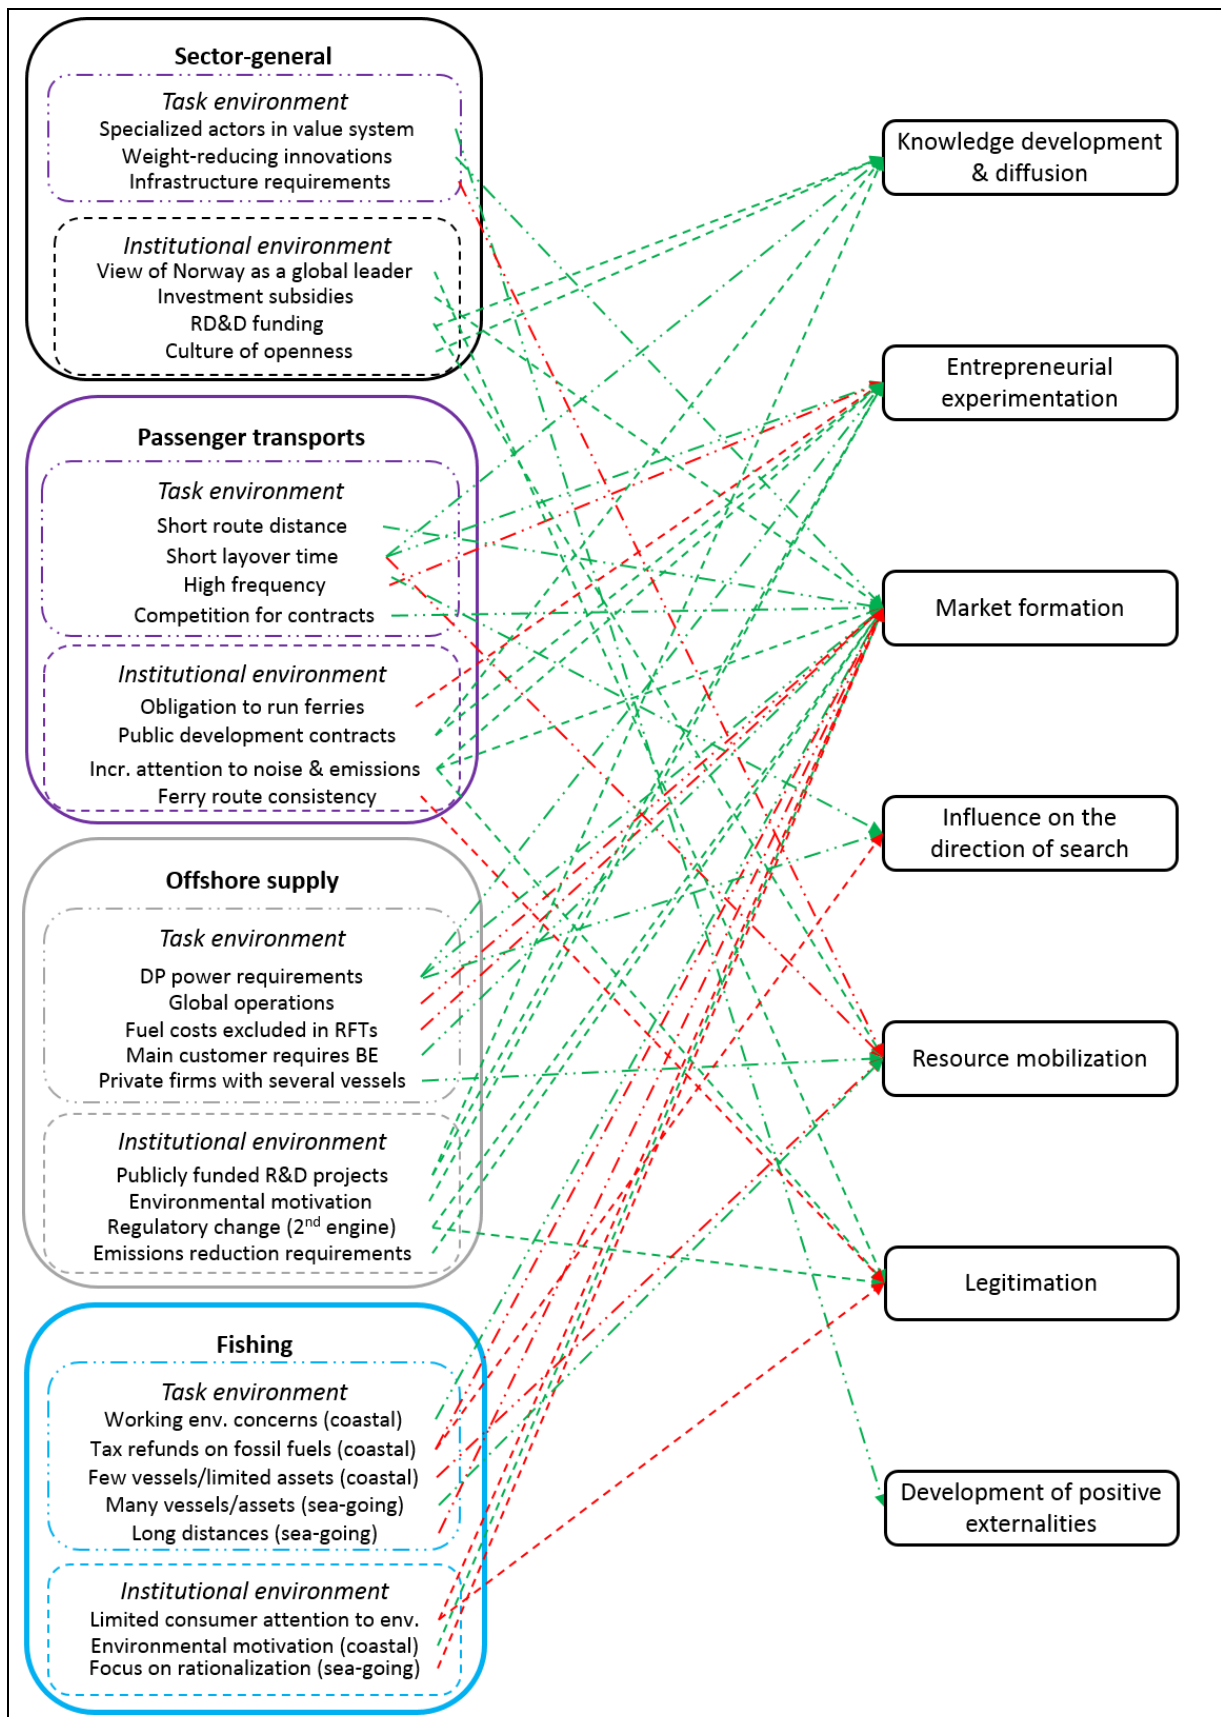 Sector-general
Task environment
Specialized actors in value system
Weight-reducing innovations
Infrastructure requirements
Institutional environment
View of Norway as a global leader
Investment subsidies
RD&D funding
Culture of openness
Passenger transports
Task environment
Short route distance
Short layover time
High frequency
Competition for contracts
Institutional environment
Obligation to run ferries
Public development contracts
Incr. attention to noise & emissions
Ferry route consistency
Offshore supply
Task environment
DP power requirements
Global operations
Fuel costs excluded in RFTs
Main customer requires BE
Private firms with several vessels
Institutional environment
Publicly funded R&D projects
Environmental motivation
Regulatory change (2nd engine)
Emissions reduction requirements
Fishing
Task environment
Working env. concerns (coastal)
Tax refunds on fossil fuels (coastal)
Few vessels/limited assets (coastal)
Many vessels/assets (sea-going)
Long distances (sea-going)
Institutional environment
Limited consumer attention to env.
Environmental motivation (coastal)
Focus on rationalization (sea-going)
Knowledge development
& diffusion
Entrepreneurial
experimentation
Market formation
Influence on the
direction of search
Resource mobilization
Legitimation
Development of positive
externalities